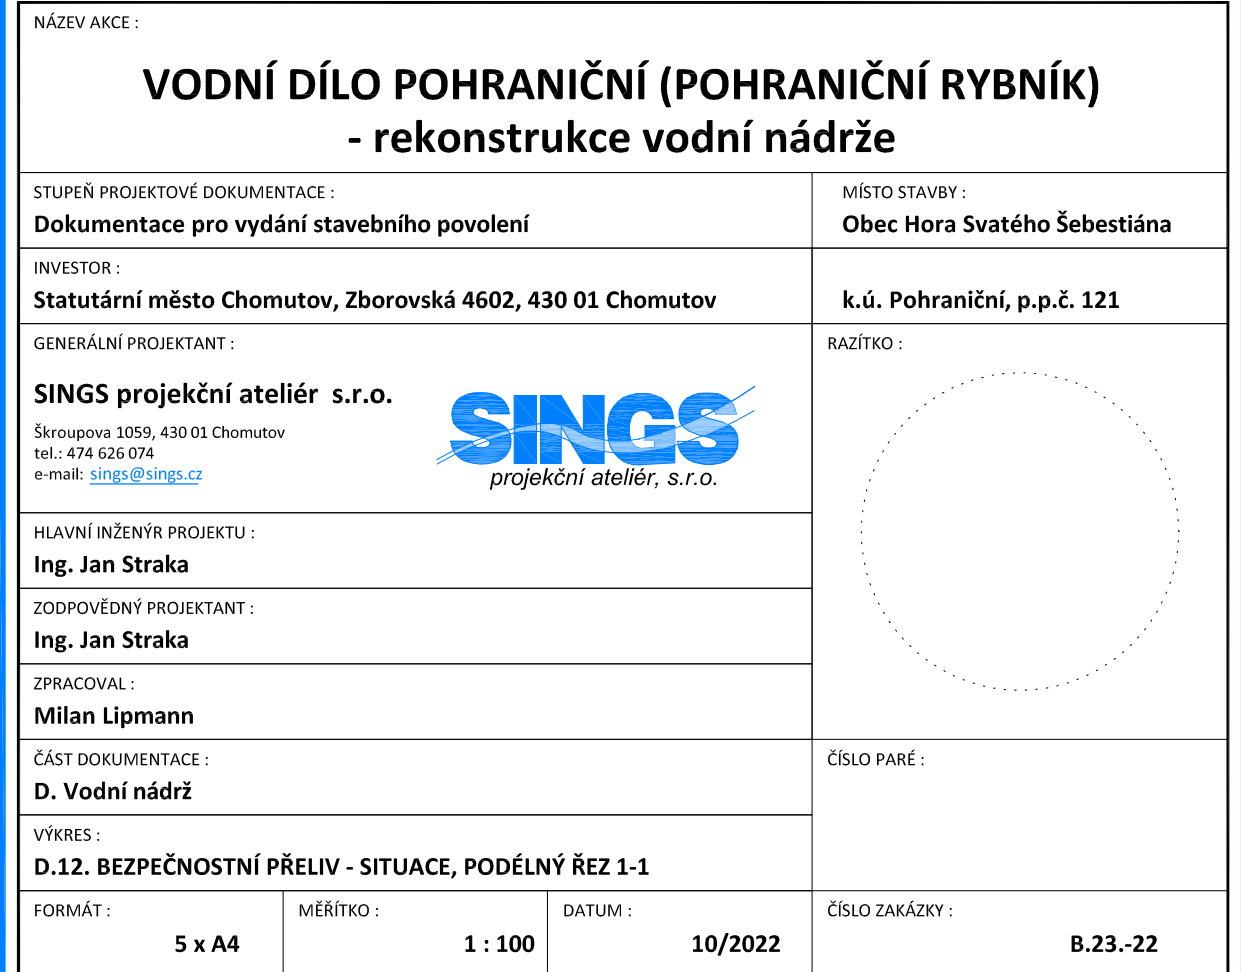 NÁZEV AKCE :
VODNÍ DÍLO POHRANIČNÍ (POHRANIČNÍ RYBNÍK)
- rekonstrukce vodní nádrže
STUPEŇ PROJEKTOVÉ DOKUMENTACE :
Dokumentace pro vydání stavebního povolení
MÍSTO STAVBY :
Obec Hora Svatého Šebestiána
INVESTOR :
Statutární město Chomutov, Zborovská 4602, 430 01 Chomutov
k.ú. Pohraniční, p.p.č. 121
GENERÁLNÍ PROJEKTANT :
SINGS projekční ateliér s.r.o.
Škroupova 1059, 430 01 Chomutov
tel.: 474 626 074
e-mail: sings@sings.cz
SINGS
projekční ateliér, s.r.o.
RAZÍTKO :
HLAVNÍ INŽENÝR PROJEKTU :
Ing. Jan Straka
ZODPOVĚDNÝ PROJEKTANT :
Ing. Jan Straka
ZPRACOVAL :
Milan Lipmann
ČÁST DOKUMENTACE :
D. Vodní nádrž
ČÍSLO PARÉ :
VÝKRES :
D.12. BEZPEČNOSTNÍ PŘELIV - SITUACE, PODÉLNÝ ŘEZ 1-1
FORMÁT :
5 x A4
MĚŘÍTKO :
1 : 100
DATUM :
10/2022
ČÍSLO ZAKÁZKY :
B.23.-22